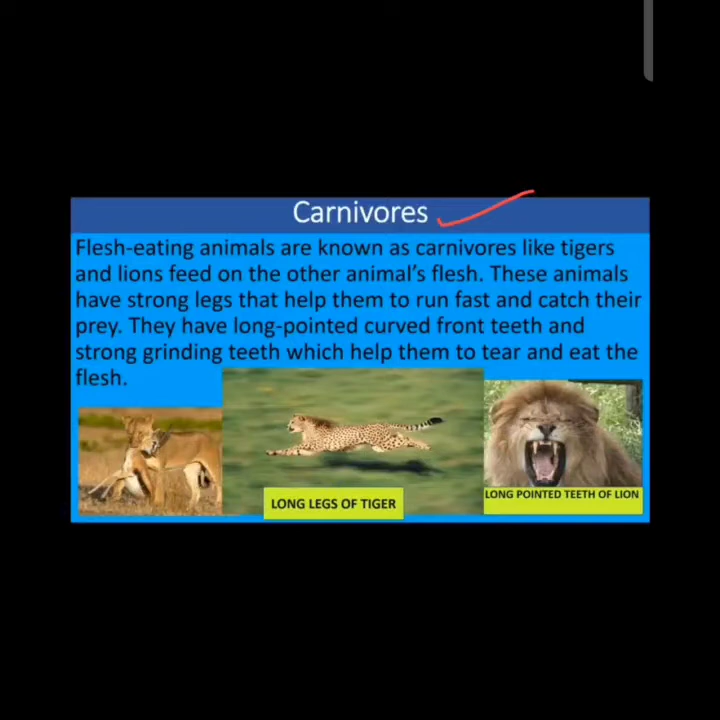 Carnivores
Flesh-eating animals are known as carnivores like tigers
and lions feed on the other animal's flesh. These animals
have strong legs that help them to run fast and catch their
prey. They have long-pointed curved front teeth and
strong grinding teeth which help them to tear and eat the
flesh.
LONG LEGS OF TIGER
LONG POINTED TEETH OF LION